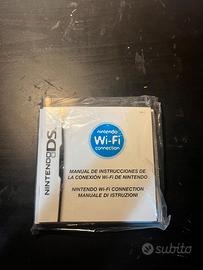 NINTENDO DS
nintendo
Wi-Fi
connection
MANUAL DE INSTRUCCIONES DE
LA CONEXIÓN Wi-Fi DE NINTENDO
NINTENDO Wi-Fi CONNECTION
MANUALE DI ISTRUZIONI
subito